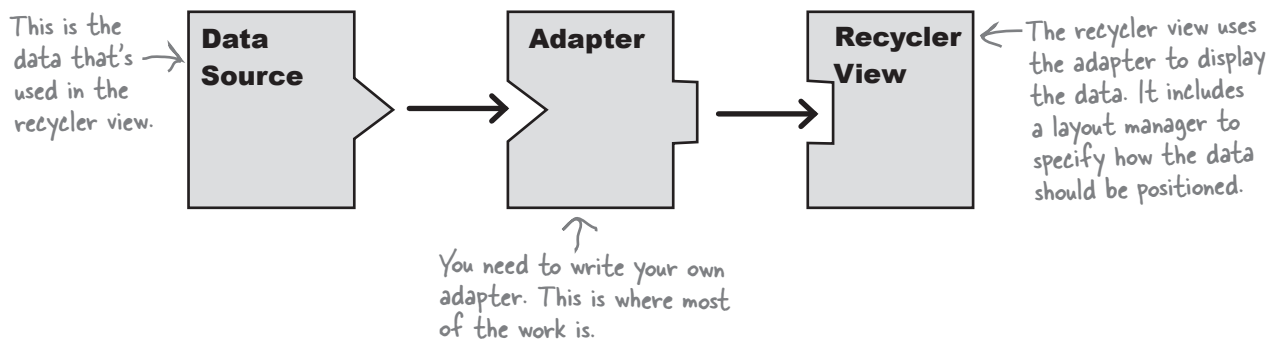 This is the
data that's
used in the
recycler view.
Data
Source
Adapter
Recycler
View
The recycler view uses
the adapter to display
the data. It includes
a layout manager to
specify how the data
should be positioned.
You need to write your own
adapter. This is where most
of the work is.